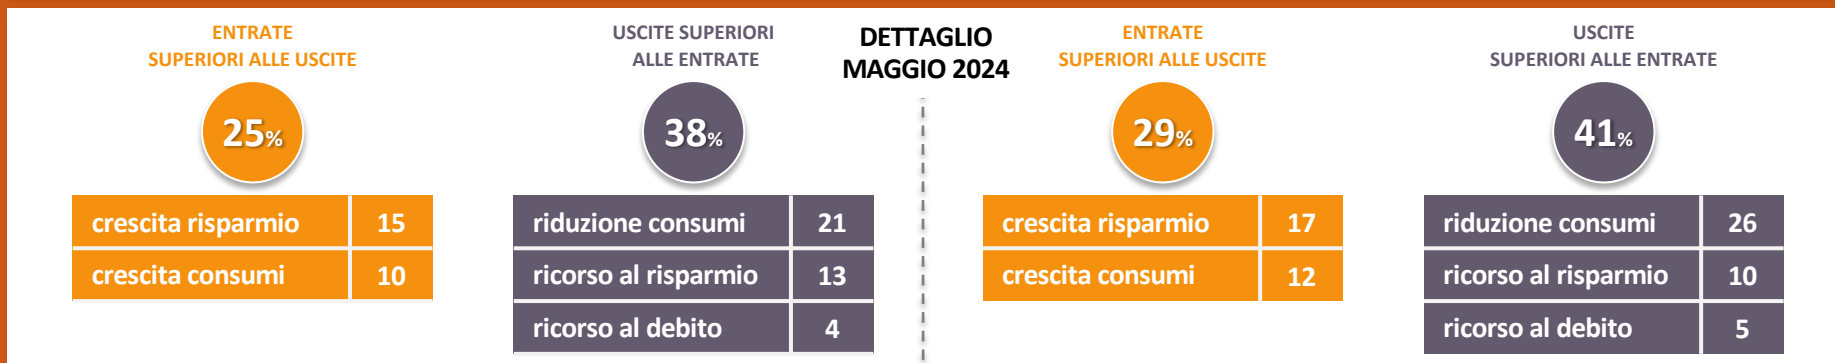 ENTRATE
SUPERIORI ALLE USCITE
25%
crescita risparmio 15
crescita consumi 10
USCITE SUPERIORI
ALLE ENTRATE
38%
riduzione consumi 21
ricorso al risparmio 13
ricorso al debito 4
DETTAGLIO
MAGGIO 2024
ENTRATE
SUPERIORI ALLE USCITE
29%
crescita risparmio 17
crescita consumi 12
USCITE
SUPERIORI ALLE ENTRATE
41%
riduzione consumi 26
ricorso al risparmio 10
ricorso al debito 5